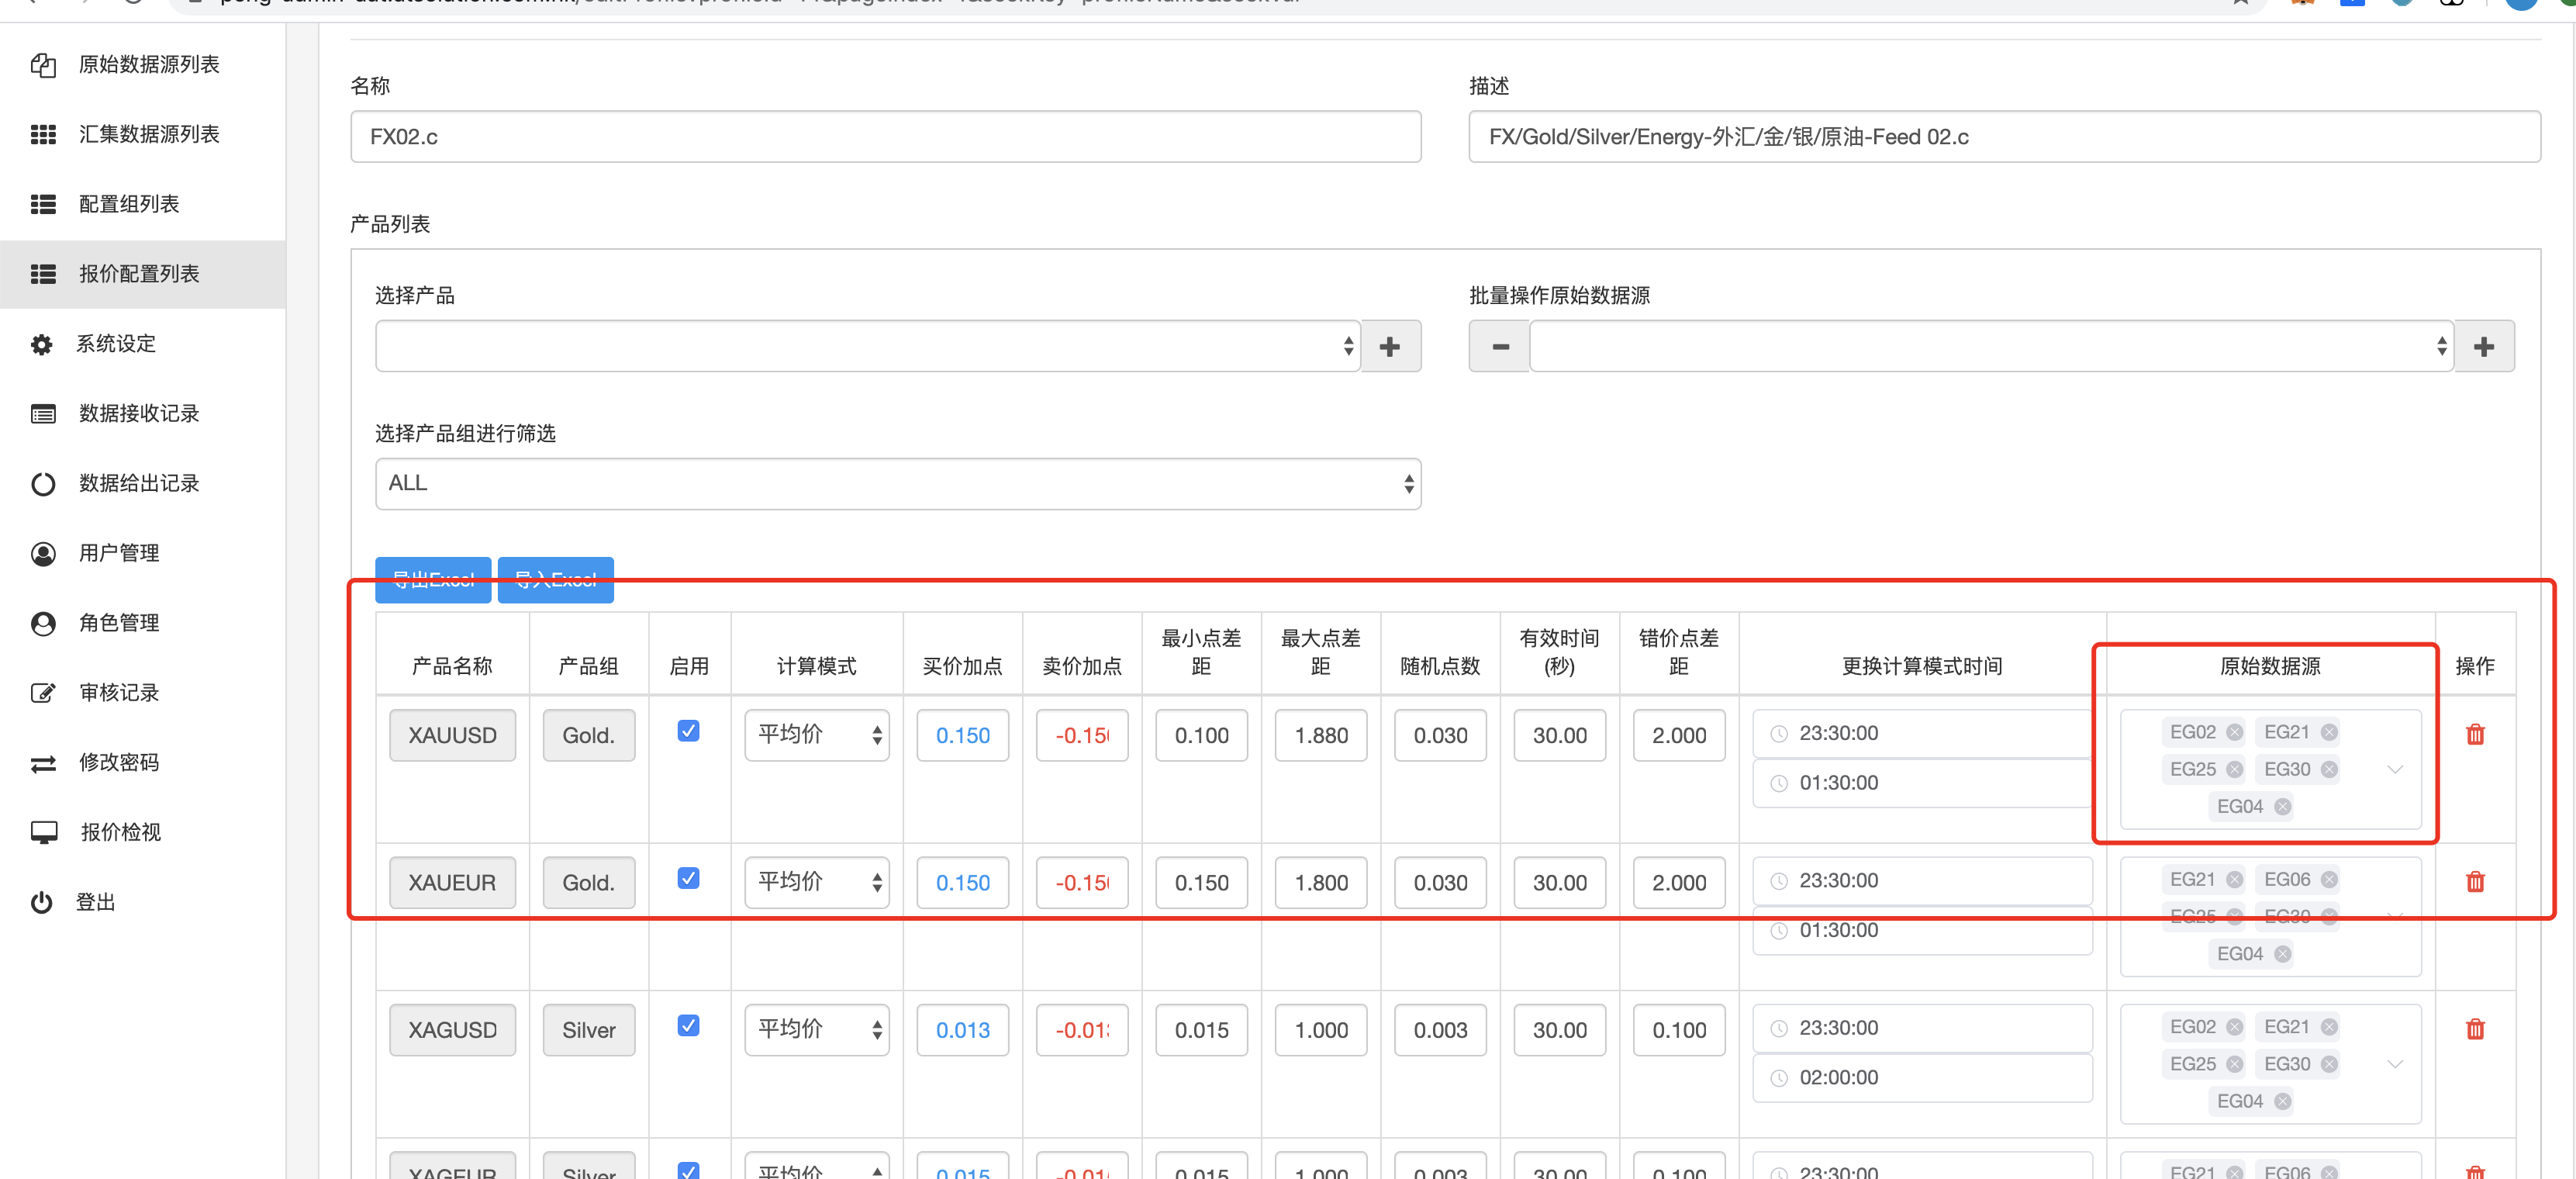 原始数据源列表
汇集数据源列表
配置组列表
报价配置列表
系统设定
数据接收记录
数据给出记录
用户管理
角色管理
审核记录
修改密码
报价检视
登出
名称
描述
FX02.c
FX/Gold/Silver/Energy-外汇/金/银/原油-Feed 02.c
产品列表
选择产品
批量操作原始数据源
选择产品组进行筛选
ALL
导出Excel 导入Excel
产品名称 产品组 启用 计算模式 买价加点 卖价加点 最小点差距 最大点差距 随机点数 有效时间(秒) 错价点差距 更换计算模式时间 原始数据源 操作
XAUUSD Gold. 平均价 0.150 -0.15 0.100 1.880 0.030 30.00 2.000 23:30:00 EG02 EG21
01:30:00 EG25 EG30
EG04
XAUEUR Gold. 平均价 0.150 -0.15 0.150 1.800 0.030 30.00 2.000 23:30:00 EG21 EG06
01:30:00 EG25 EG30
EG04
XAGUSD Silver 平均价 0.013 -0.01 0.015 1.000 0.003 30.00 0.100 23:30:00 EG02 EG21
02:00:00 EG25 EG30
EG04
XAGEUR Silver 平均价 0.015 -0.01 0.015 1.000 0.003 30.00 0.100 23:30:00 EG21 EG06